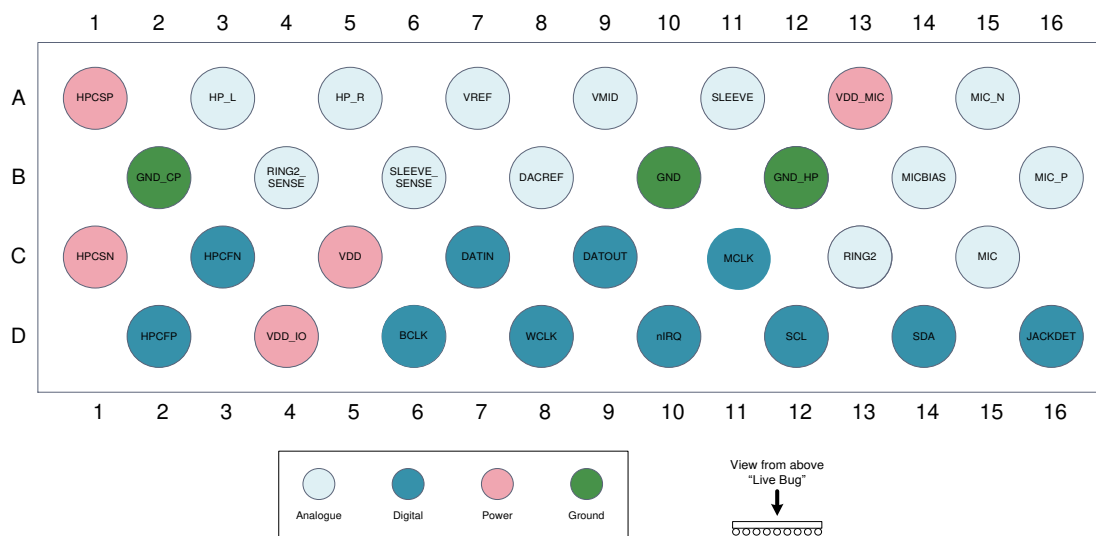 1 2 3 4 5 6 7 8 9 10 11 12 13 14 15 16
A HPCSP HP_L HP_R VREF VMID SLEEVE VDD_MIC MIC_N
B GND_CP RING2_ SENSE SLEEVE_ SENSE DACREF GND GND_HP MICBIAS MIC_P
C HPCSN HPCFN VDD DATIN DATOUT MCLK RING2 MIC
D HPCFP VDD_IO BCLK WCLK nIRQ SCL SDA JACKDET
1 2 3 4 5 6 7 8 9 10 11 12 13 14 15 16
Analogue Digital Power Ground
View from above
“Live Bug”